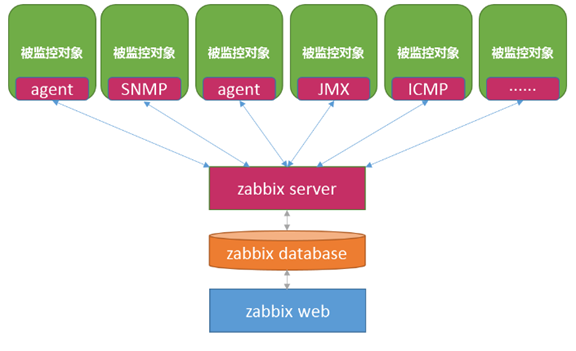 被监控对象
agent
被监控对象
SNMP
被监控对象
agent
被监控对象
JMX
被监控对象
ICMP
被监控对象
......
zabbix server
zabbix database
zabbix web